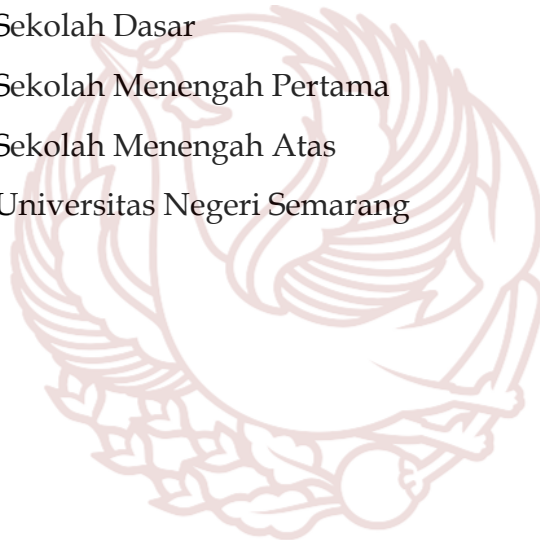 Sekolah Dasar
Sekolah Menengah Pertama
Sekolah Menengah Atas
Universitas Negeri Semarang